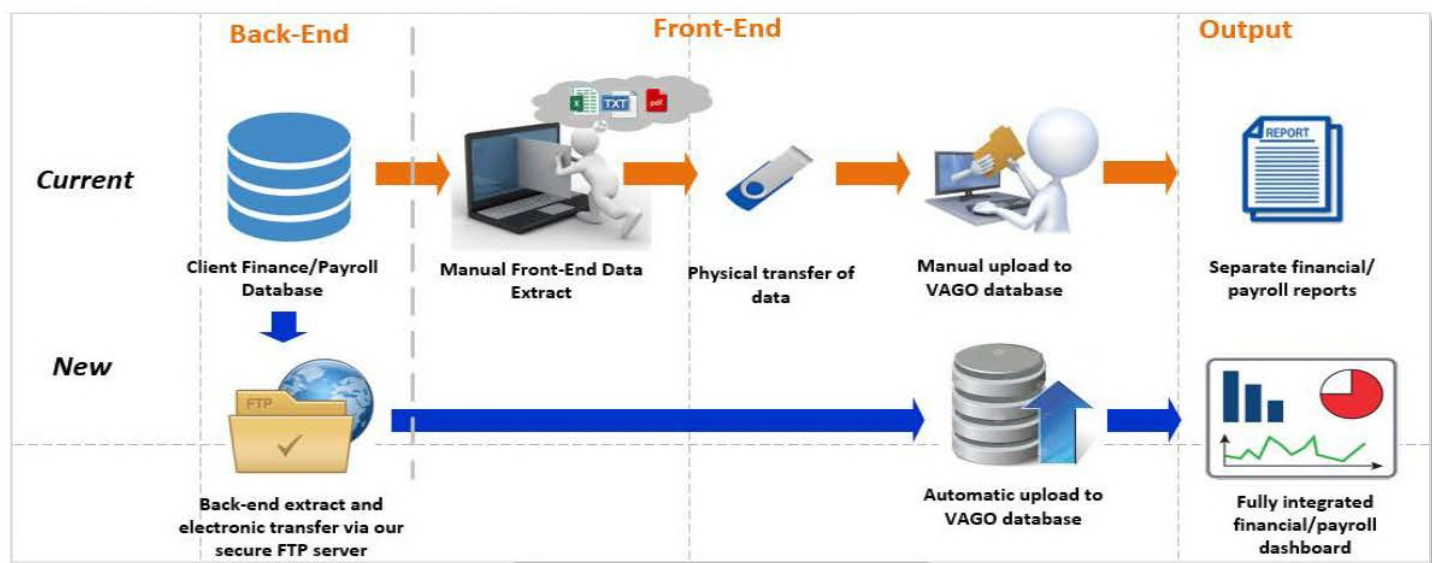 Back-End
Front-End
Output
X
TXT
pdf
REPORT
Current
Client Finance/Payroll
Database
Manual Front-End Data
Extract
Physical transfer of
data
Manual upload to
VAGO database
Separate financial/
payroll reports
New
FTP
Back-end extract and
electronic transfer via our
secure FTP server
Automatic upload to
VAGO database
Fully integrated
financial/payroll
dashboard